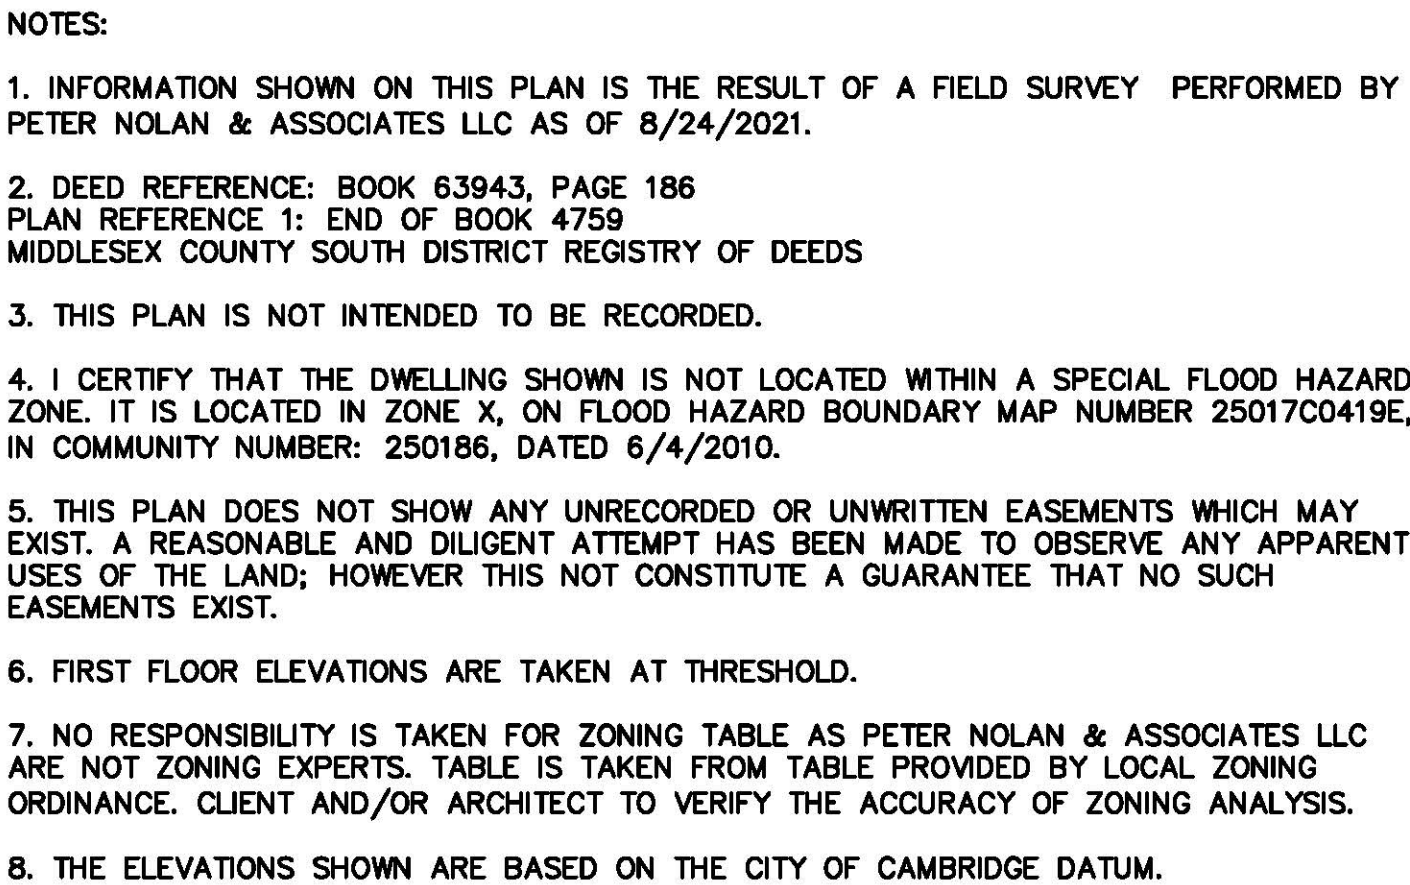 NOTES:
1. INFORMATION SHOWN ON THIS PLAN IS THE RESULT OF A FIELD SURVEY PERFORMED BY
PETER NOLAN & ASSOCIATES LLC AS OF 8/24/2021.
2. DEED REFERENCE: BOOK 63943, PAGE 186
PLAN REFERENCE 1: END OF BOOK 4759
MIDDLESEX COUNTY SOUTH DISTRICT REGISTRY OF DEEDS
3. THIS PLAN IS NOT INTENDED TO BE RECORDED.
4. I CERTIFY THAT THE DWELLING SHOWN IS NOT LOCATED WITHIN A SPECIAL FLOOD HAZARD
ZONE. IT IS LOCATED IN ZONE X, ON FLOOD HAZARD BOUNDARY MAP NUMBER 25017C0419E,
IN COMMUNITY NUMBER: 250186, DATED 6/4/2010.
5. THIS PLAN DOES NOT SHOW ANY UNRECORDED OR UNWRITTEN EASEMENTS WHICH MAY
EXIST. A REASONABLE AND DILIGENT ATTEMPT HAS BEEN MADE TO OBSERVE ANY APPARENT
USES OF THE LAND; HOWEVER THIS NOT CONSTITUTE A GUARANTEE THAT NO SUCH
EASEMENTS EXIST.
6. FIRST FLOOR ELEVATIONS ARE TAKEN AT THRESHOLD.
7. NO RESPONSIBILITY IS TAKEN FOR ZONING TABLE AS PETER NOLAN & ASSOCIATES LLC
ARE NOT ZONING EXPERTS. TABLE IS TAKEN FROM TABLE PROVIDED BY LOCAL ZONING
ORDINANCE. CLIENT AND/OR ARCHITECT TO VERIFY THE ACCURACY OF ZONING ANALYSIS.
8. THE ELEVATIONS SHOWN ARE BASED ON THE CITY OF CAMBRIDGE DATUM.